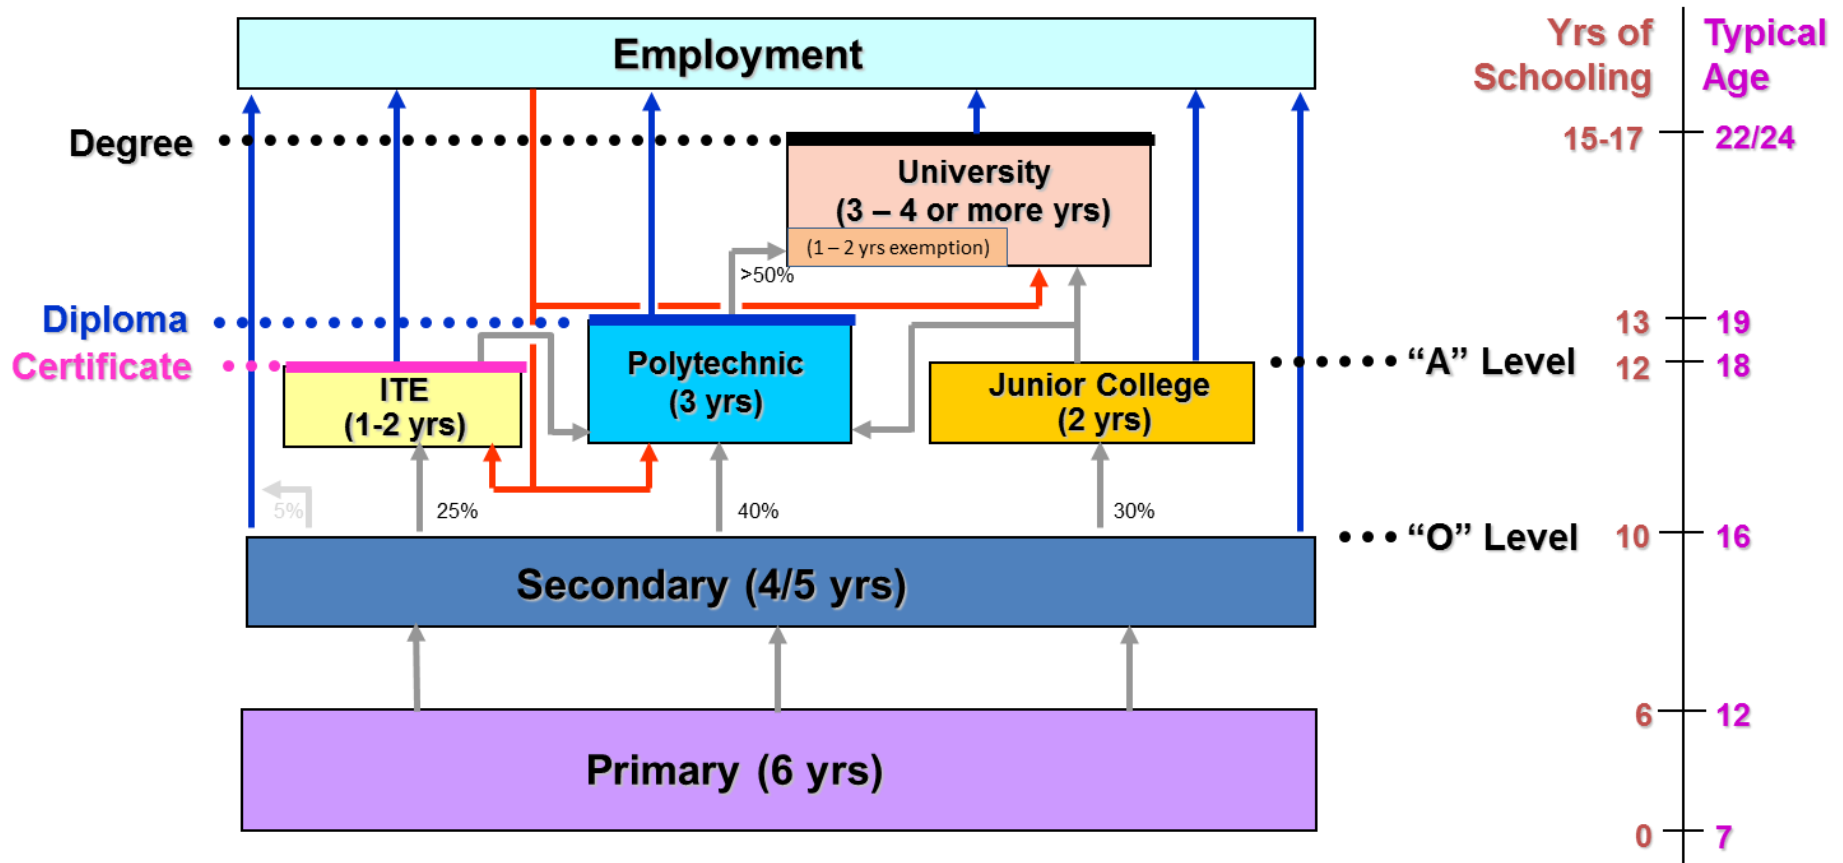 Employment
Yrs of
Schooling
Typical
Age
Degree
15-17
22/24
University
(3 – 4 or more yrs)
(1 – 2 yrs exemption)
>50%
Diploma
13
19
Certificate
ITE
(1-2 yrs)
Polytechnic
(3 yrs)
Junior College
(2 yrs)
“A” Level
12
18
5%
25%
40%
30%
“O” Level
10
16
Secondary (4/5 yrs)
6
12
Primary (6 yrs)
0
7